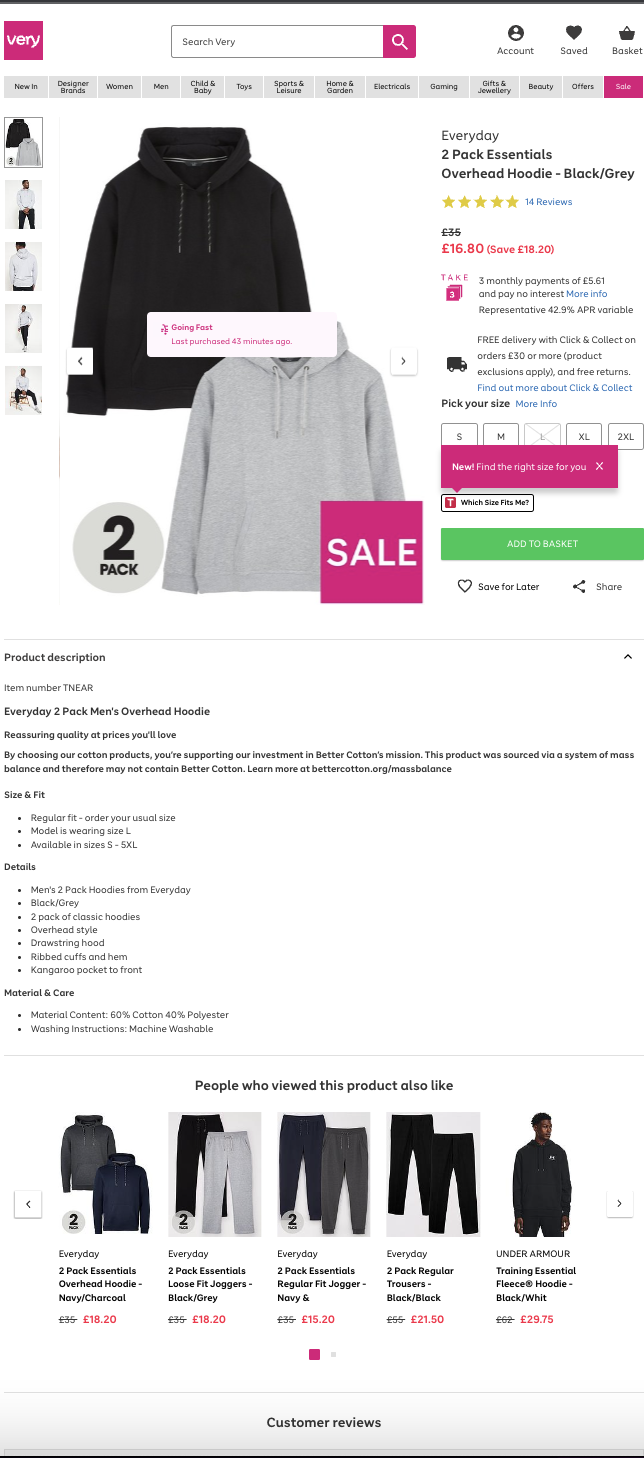 very
Search Very
Account
Saved
Basket
New In
Designer Brands
Women
Men
Child & Baby
Toys
Sports & Leisure
Home & Garden
Electricals
Gaming
Gifts & Jewellery
Beauty
Offers
Sale
2
Going Fast
Last purchased 43 minutes ago.
2
PACK
SALE
Everyday
2 Pack Essentials
Overhead Hoodie - Black/Grey
14 Reviews
£35
£16.80 (Save £18.20)
TAKE
3
3 monthly payments of £5.61
and pay no interest More info
Representative 42.9% APR variable
FREE delivery with Click & Collect on
orders £30 or more (product
exclusions apply), and free returns.
Find out more about Click & Collect
Pick your size More Info
S
M
L
XL
2XL
New! Find the right size for you X
T Which Size Fits Me?
ADD TO BASKET
Save for Later
Share
Product description
Item number TNEAR
Everyday 2 Pack Men's Overhead Hoodie
Reassuring quality at prices you'll love
By choosing our cotton products, you're supporting our investment in Better Cotton's mission. This product was sourced via a system of mass
balance and therefore may not contain Better Cotton. Learn more at bettercotton.org/massbalance
Size & Fit
Regular fit - order your usual size
Model is wearing size L
Available in sizes S - 5XL
Details
Men's 2 Pack Hoodies from Everyday
Black/Grey
2 pack of classic hoodies
Overhead style
Drawstring hood
Ribbed cuffs and hem
Kangaroo pocket to front
Material & Care
Material Content: 60% Cotton 40% Polyester
Washing Instructions: Machine Washable
People who viewed this product also like
2
PACK
2
PACK
2
PACK
Everyday
2 Pack Essentials
Overhead Hoodie -
Navy/Charcoal
£35 £18.20
Everyday
2 Pack Essentials
Loose Fit Joggers -
Black/Grey
£35 £18.20
Everyday
2 Pack Essentials
Regular Fit Jogger -
Navy &
£35 £15.20
Everyday
2 Pack Regular
Trousers -
Black/Black
£55 £21.50
UNDER ARMOUR
Training Essential
Fleece® Hoodie -
Black/Whit
£62 £29.75
Customer reviews